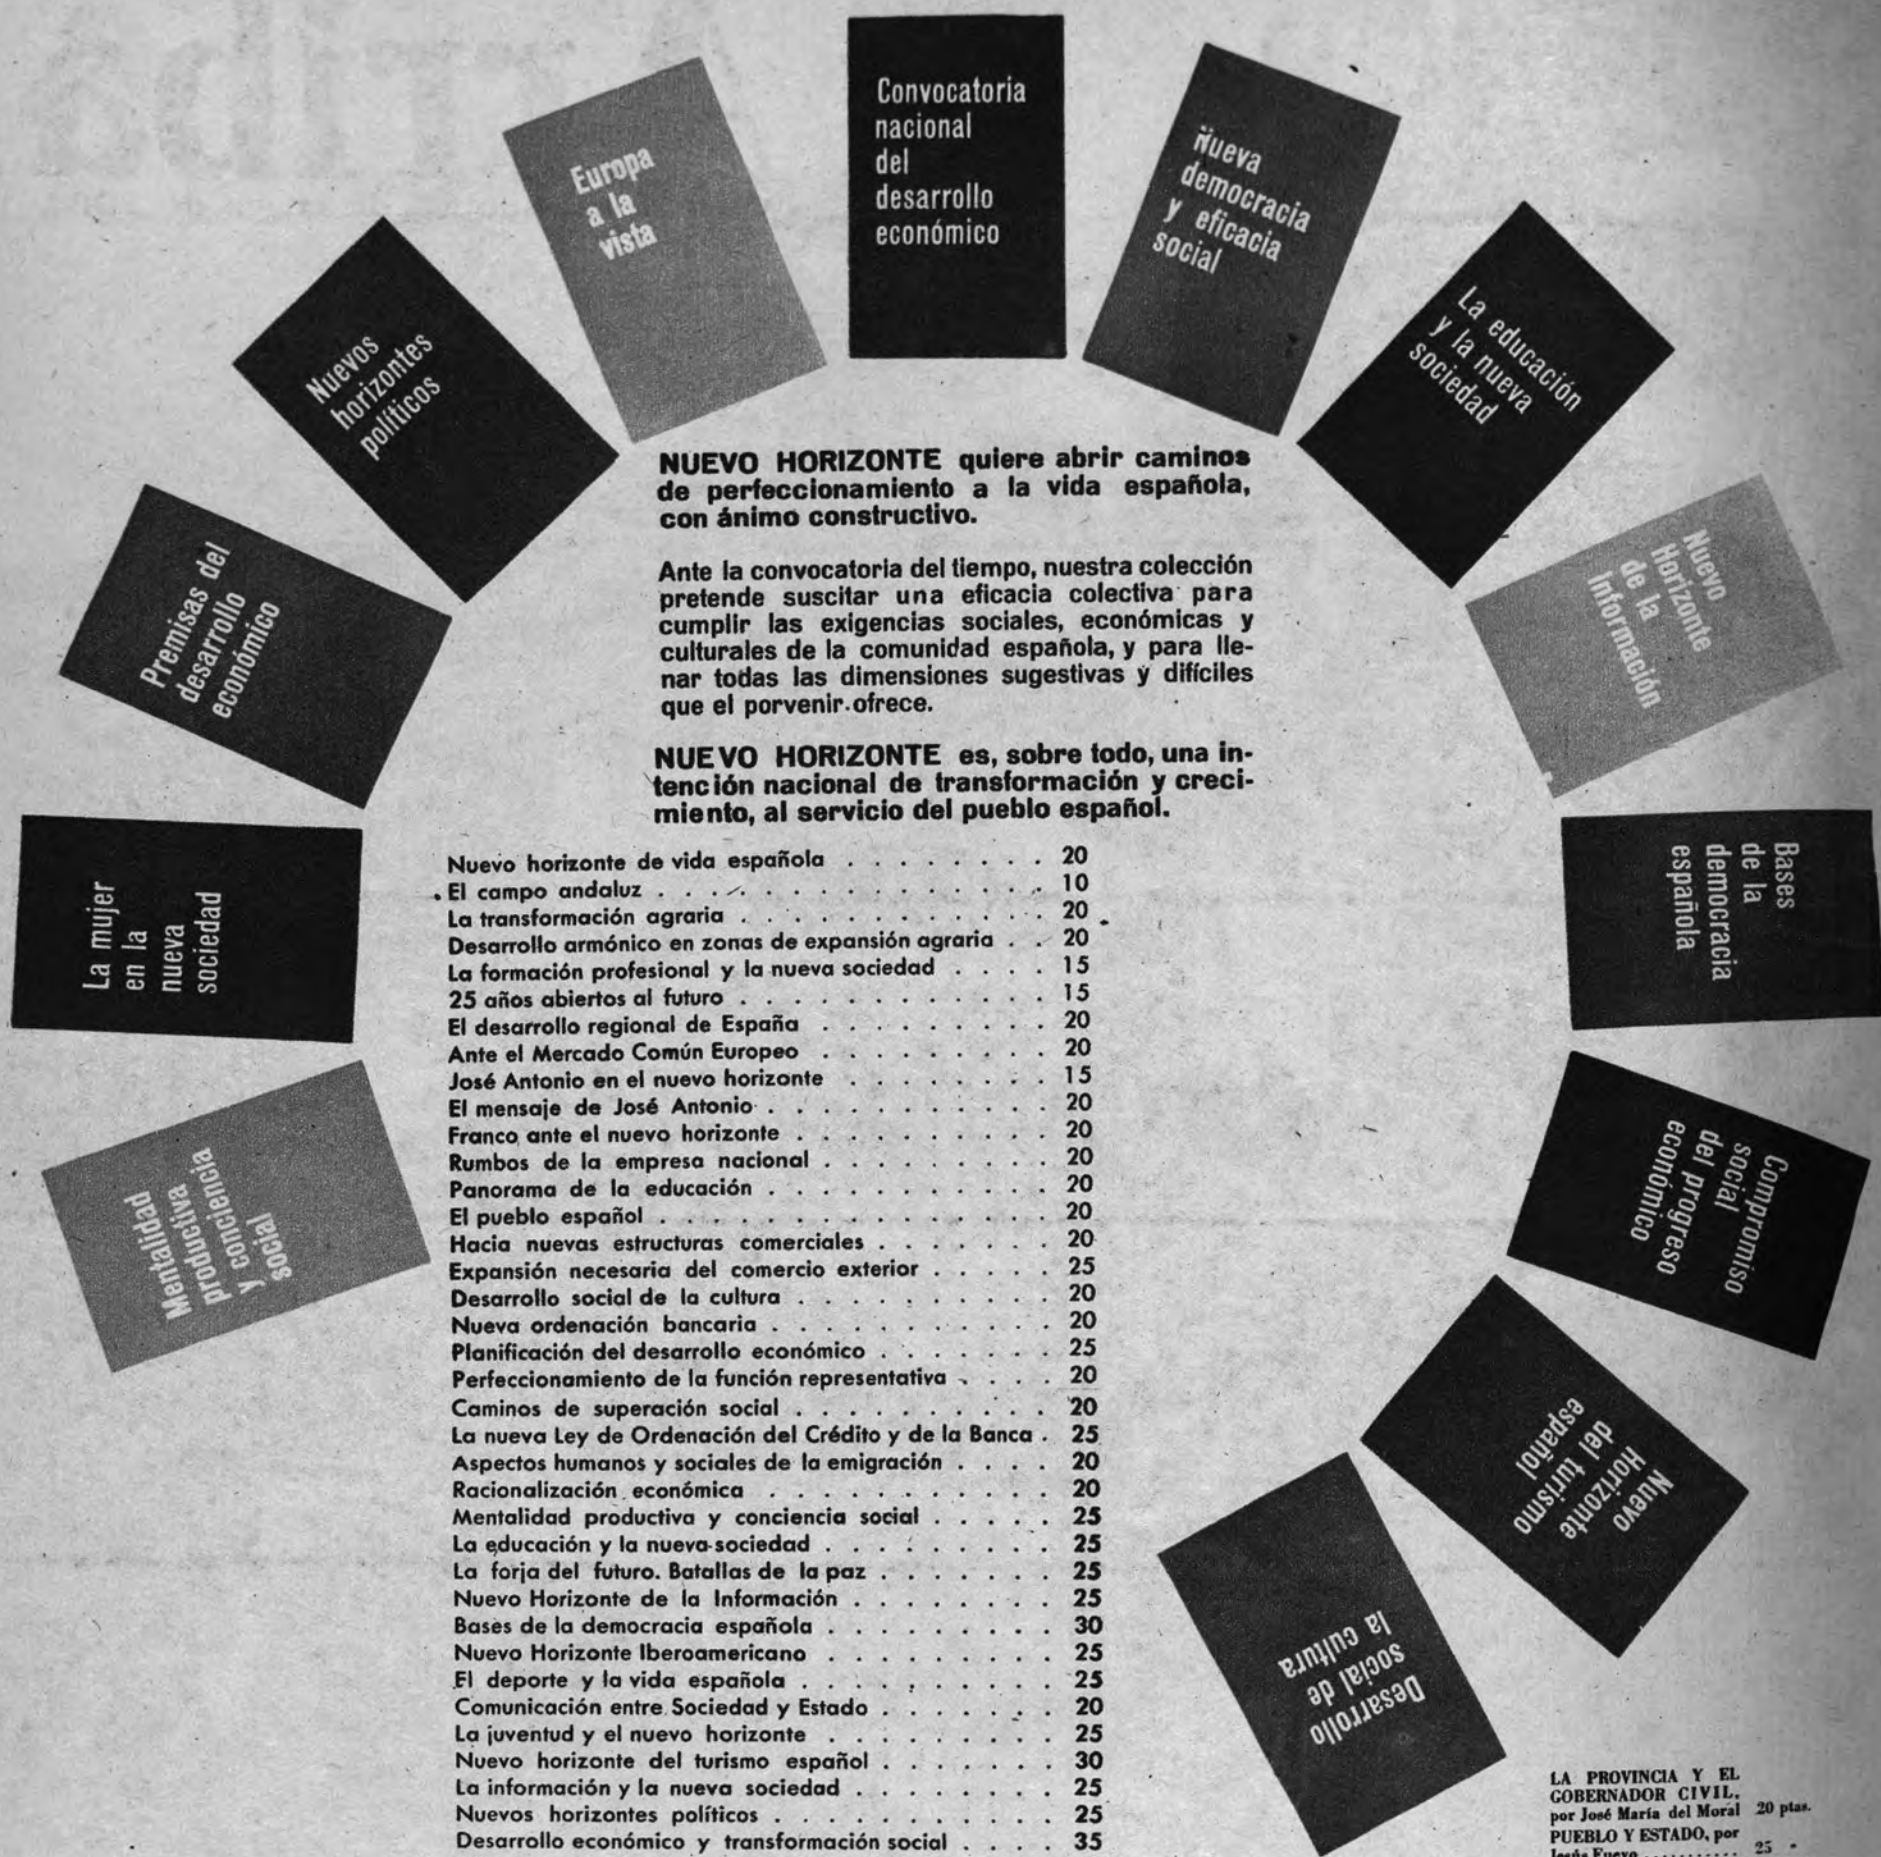 Convocatoria
nacional
del
desarrollo
económico
Europa
a la
vista
Nueva
democracia
y eficacia
social
Nuevos
horizontes
políticos
La educación
y la nueva
sociedad
Premisas del
desarrollo
económico
Nuevo
Horizonte
de la
Información
La mujer
en la
nueva
sociedad
Bases
de la
democracia
española
Mentalidad
productiva
y conciencia
social
Compromiso
social
del progreso
económico
Nuevo
Horizonte
del turismo
español
Desarrollo
social de
la cultura
NUEVO HORIZONTE quiere abrir caminos
de perfeccionamiento a la vida española,
con ánimo constructivo.
Ante la convocatoria del tiempo, nuestra colección
pretende suscitar una eficacia colectiva para
cumplir las exigencias sociales, económicas y
culturales de la comunidad española, y para lle-
nar todas las dimensiones sugestivas y difíciles
que el porvenir ofrece.
NUEVO HORIZONTE es, sobre todo, una in-
tención nacional de transformación y creci-
miento, al servicio del pueblo español.
Nuevo horizonte de vida española . . . . . . . . 20
El campo andaluz . . . . . . . . . . . . . . 10
La transformación agraria . . . . . . . . . . . 20
Desarrollo armónico en zonas de expansión agraria . . 20
La formación profesional y la nueva sociedad . . . . 15
25 años abiertos al futuro . . . . . . . . . . . 15
El desarrollo regional de España . . . . . . . . . 20
Ante el Mercado Común Europeo . . . . . . . . . 20
José Antonio en el nuevo horizonte . . . . . . . . 15
El mensaje de José Antonio . . . . . . . . . . . 20
Franco ante el nuevo horizonte . . . . . . . . . . 20
Rumbos de la empresa nacional . . . . . . . . . 20
Panorama de la educación . . . . . . . . . . . 20
El pueblo español . . . . . . . . . . . . . . 20
Hacia nuevas estructuras comerciales . . . . . . . 20
Expansión necesaria del comercio exterior . . . . . 25
Desarrollo social de la cultura . . . . . . . . . . 20
Nueva ordenación bancaria . . . . . . . . . . . 20
Planificación del desarrollo económico . . . . . . . 25
Perfeccionamiento de la función representativa . . . . 20
Caminos de superación social . . . . . . . . . . 20
La nueva Ley de Ordenación del Crédito y de la Banca . 25
Aspectos humanos y sociales de la emigración . . . . 20
Racionalización económica . . . . . . . . . . . 20
Mentalidad productiva y conciencia social . . . . . 25
La educación y la nueva sociedad . . . . . . . . . 25
La forja del futuro. Batallas de la paz . . . . . . . 25
Nuevo Horizonte de la Información . . . . . . . . 25
Bases de la democracia española . . . . . . . . . 30
Nuevo Horizonte Iberoamericano . . . . . . . . . 25
El deporte y la vida española . . . . . . . . . . 25
Comunicación entre Sociedad y Estado . . . . . . . 20
La juventud y el nuevo horizonte . . . . . . . . . 25
Nuevo horizonte del turismo español . . . . . . . 30
La información y la nueva sociedad . . . . . . . . 25
Nuevos horizontes políticos . . . . . . . . . . . 25
Desarrollo económico y transformación social . . . . 35
LA PROVINCIA Y EL
GOBERNADOR CIVIL,
por José María del Moral 20 ptas.
PUEBLO Y ESTADO, por
Jesús Fueyo . . . . . . . . . . . 25